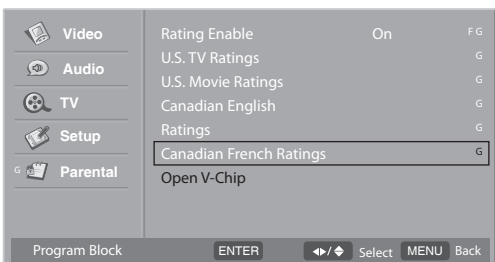 Video
Audio
TV
Setup
G Parental
Rating Enable On F G
U.S. TV Ratings G
U.S. Movie Ratings G
Canadian English G
Ratings G
Canadian French Ratings G
Open V-Chip
Program Block ENTER / Select MENU Back